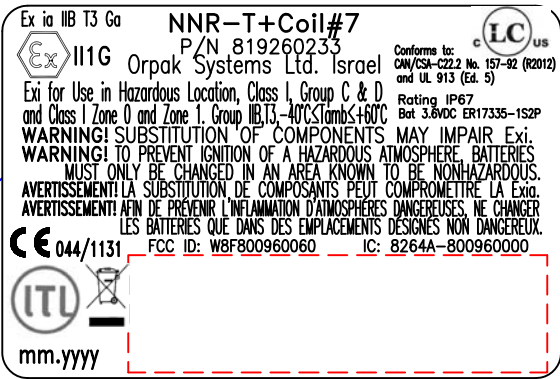 Ex ia IIB T3 Ga
NNR-T+Coil#7
P/N 819260233
Orpak Systems Ltd. Israel
Ex II1G
c LC us
Conforms to:
CAN/CSA-C22.2 No. 157-92 (R2012)
and UL 913 (Ed. 5)
Rating IP67
Bat 3.6VDC ER17335-1S2P
Exi for Use in Hazardous Location, Class I, Group C & D
and Class I Zone 0 and Zone 1. Group IIB,T3,-40°C≤Tamb≤+60°C
WARNING! SUBSTITUTION OF COMPONENTS MAY IMPAIR Exi.
WARNING! TO PREVENT IGNITION OF A HAZARDOUS ATMOSPHERE, BATTERIES
MUST ONLY BE CHANGED IN AN AREA KNOWN TO BE NONHAZARDOUS.
AVERTISSEMENT! LA SUBSTITUTION DE COMPOSANTS PEUT COMPROMETTRE LA Exia.
AVERTISSEMENT! AFIN DE PRÉVENIR L'INFLAMMATION D'ATMOSPHÈRES DANGEREUSES, NE CHANGER
LES BATTERIES QUE DANS DES EMPLACEMENTS DÉSIGNÉS NON DANGEREUX.
CE 044/1131
FCC ID: W8F800960060
IC: 8264A-800960000
ITL
mm.yyyy